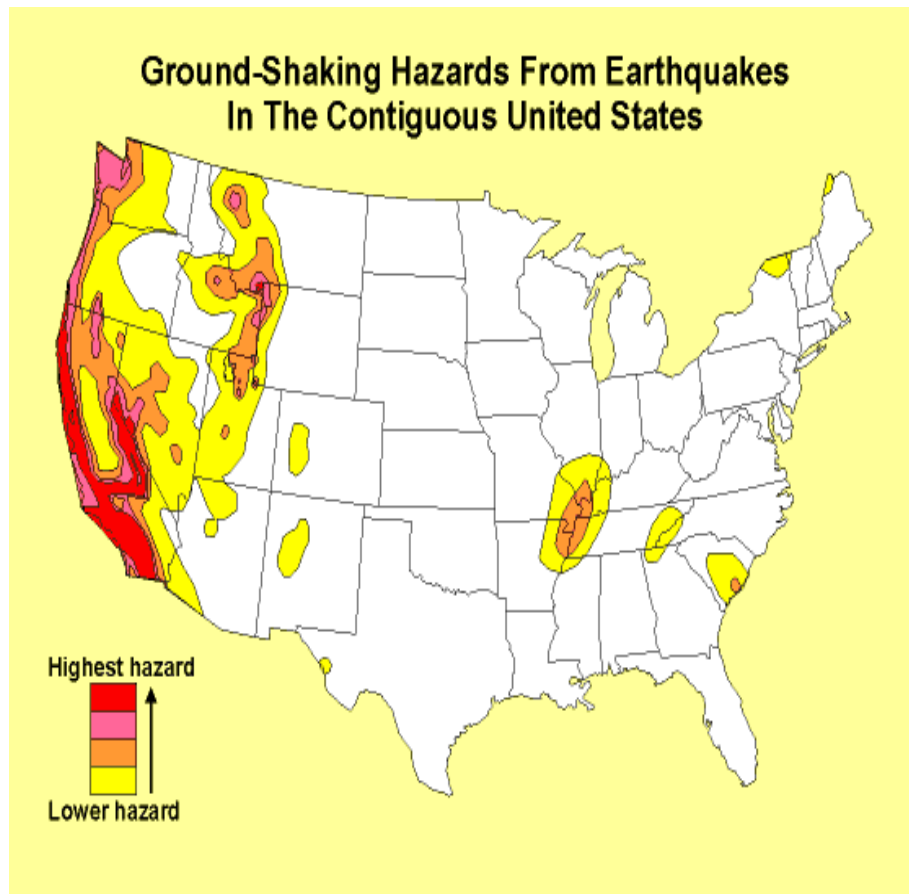 Ground-Shaking Hazards From Earthquakes
In The Contiguous United States
Highest hazard
Lower hazard